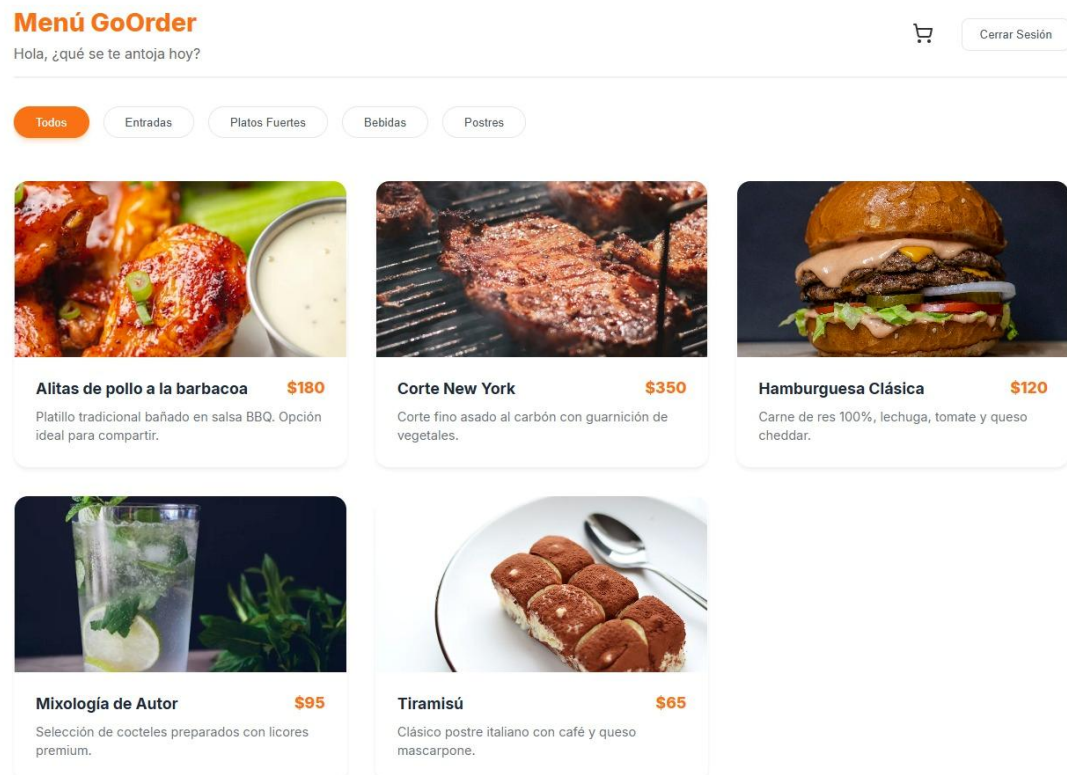 Menú GoOrder
Hola, ¿qué se te antoja hoy?
Cerrar Sesión
Todos
Entradas
Platos Fuertes
Bebidas
Postres
Alitas de pollo a la barbacoa
$180
Platillo tradicional bañado en salsa BBQ. Opción
ideal para compartir.
Corte New York
$350
Corte fino asado al carbón con guarnición de
vegetales.
Hamburguesa Clásica
$120
Carne de res 100%, lechuga, tomate y queso
cheddar.
Mixología de Autor
$95
Selección de cocteles preparados con licores
premium.
Tiramisú
$65
Clásico postre italiano con café y queso
mascarpone.